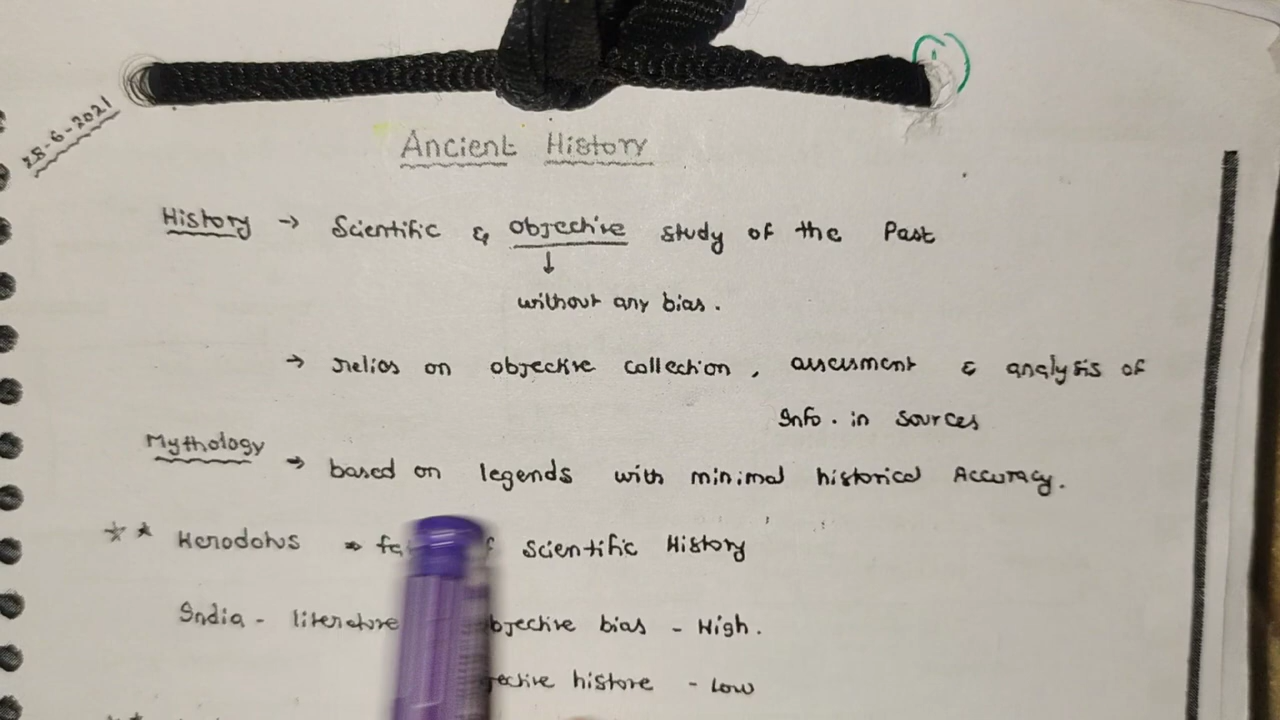 1
28-6-2021
Ancient History
History → Scientific & objective study of the Past
↓
without any bias.
→ relies on objective collection, assessment & analysis of
Info. in sources
Mythology → based on legends with minimal historical Accuracy.
☆★ Herodotus → scientific History
India - literature bias - High.
- Low